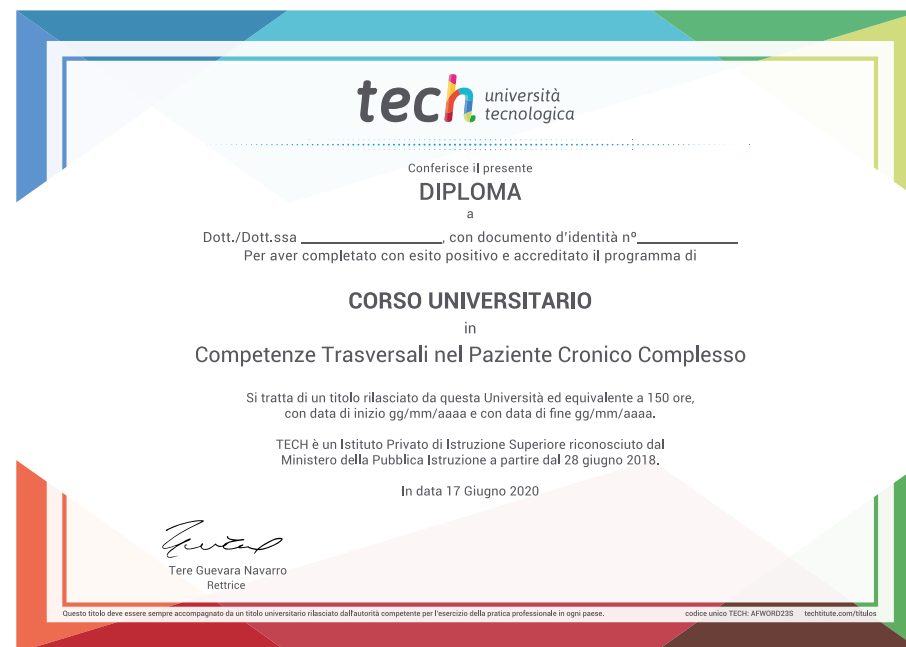 tech università
tecnologica
Conferisce il presente
DIPLOMA
a
Dott./Dott.ssa ________________, con documento d'identità nº____________
Per aver completato con esito positivo e accreditato il programma di
CORSO UNIVERSITARIO
in
Competenze Trasversali nel Paziente Cronico Complesso
Si tratta di un titolo rilasciato da questa Università ed equivalente a 150 ore,
con data di inizio gg/mm/aaaa e con data di fine gg/mm/aaaa.
TECH è un Istituto Privato di Istruzione Superiore riconosciuto dal
Ministero della Pubblica Istruzione a partire dal 28 giugno 2018.
In data 17 Giugno 2020
Tere Guevara Navarro
Rettrice
Questo titolo deve essere sempre accompagnato da un titolo universitario rilasciato dall'autorità competente per l'esercizio della pratica professionale in ogni paese. codice unico TECH: AFWORD23S techtitute.com/títulos